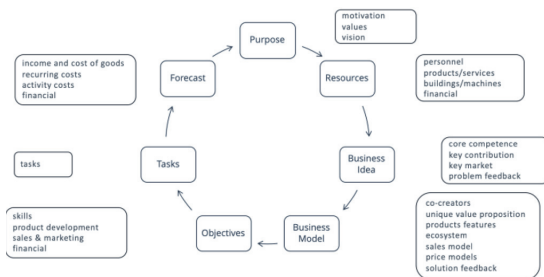 motivation
values
vision
Purpose
income and cost of goods
recurring costs
activity costs
financial
Forecast
Resources
personnel
products/services
buildings/machines
financial
tasks
Tasks
Business
Idea
core competence
key contribution
key market
problem feedback
skills
product development
sales & marketing
financial
Objectives
Business
Model
co-creators
unique value proposition
products features
ecosystem
sales model
price models
solution feedback